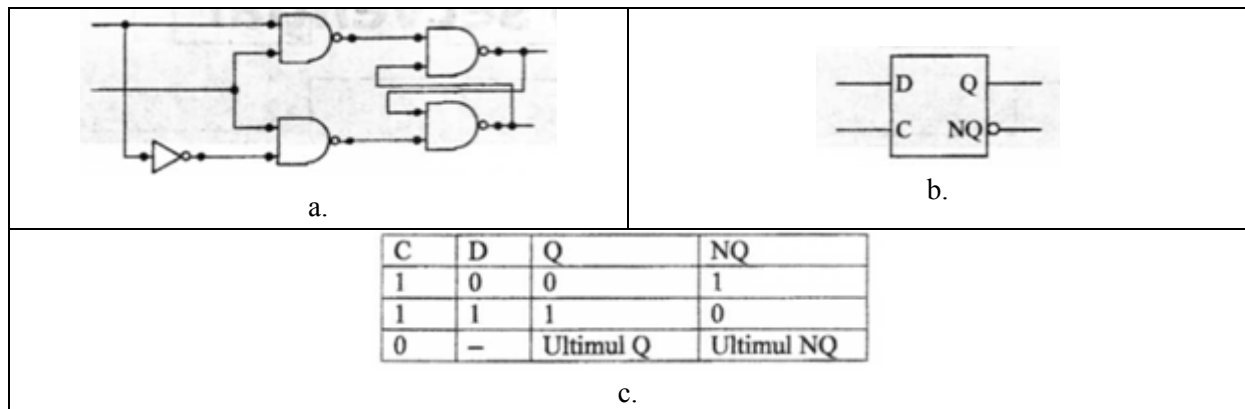 a.
D Q
C NQ
b.
C D Q NQ
1 0 0 1
1 1 1 0
0 – Ultimul Q Ultimul NQ
c.